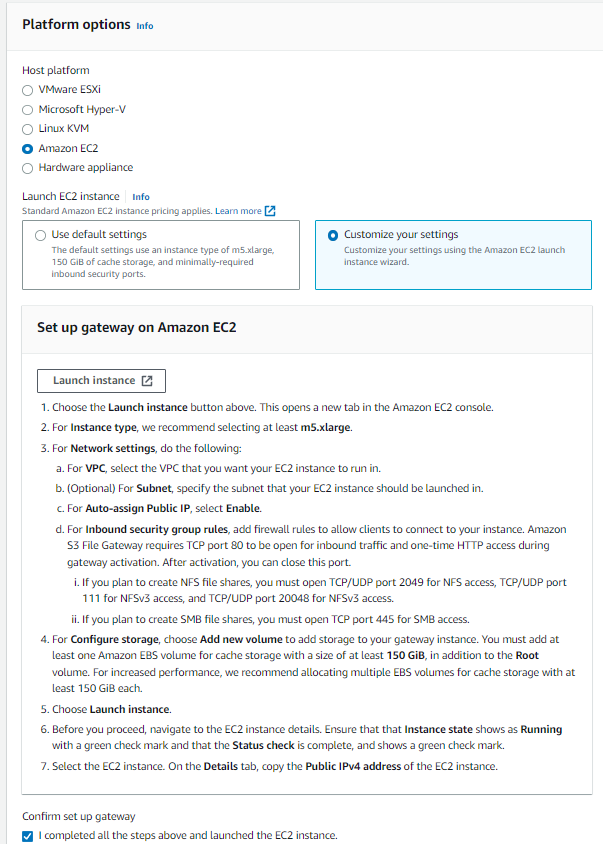 Platform options Info
Host platform
VMware ESXi
Microsoft Hyper-V
Linux KVM
Amazon EC2
Hardware appliance
Launch EC2 instance Info
Standard Amazon EC2 instance pricing applies. Learn more
Use default settings
The default settings use an instance type of m5.xlarge,
150 GiB of cache storage, and minimally-required
inbound security ports.
Customize your settings
Customize your settings using the Amazon EC2 launch
instance wizard.
Set up gateway on Amazon EC2
Launch instance
1. Choose the Launch instance button above. This opens a new tab in the Amazon EC2 console.
2. For Instance type, we recommend selecting at least m5.xlarge.
3. For Network settings, do the following:
a. For VPC, select the VPC that you want your EC2 instance to run in.
b. (Optional) For Subnet, specify the subnet that your EC2 instance should be launched in.
c. For Auto-assign Public IP, select Enable.
d. For Inbound security group rules, add firewall rules to allow clients to connect to your instance. Amazon
S3 File Gateway requires TCP port 80 to be open for inbound traffic and one-time HTTP access during
gateway activation. After activation, you can close this port.
i. If you plan to create NFS file shares, you must open TCP/UDP port 2049 for NFS access, TCP/UDP port
111 for NFSv3 access, and TCP/UDP port 20048 for NFSv3 access.
ii. If you plan to create SMB file shares, you must open TCP port 445 for SMB access.
4. For Configure storage, choose Add new volume to add storage to your gateway instance. You must add at
least one Amazon EBS volume for cache storage with a size of at least 150 GiB, in addition to the Root
volume. For increased performance, we recommend allocating multiple EBS volumes for cache storage with at
least 150 GiB each.
5. Choose Launch instance.
6. Before you proceed, navigate to the EC2 instance details. Ensure that that Instance state shows as Running
with a green check mark and that the Status check is complete, and shows a green check mark.
7. Select the EC2 instance. On the Details tab, copy the Public IPv4 address of the EC2 instance.
Confirm set up gateway
I completed all the steps above and launched the EC2 instance.